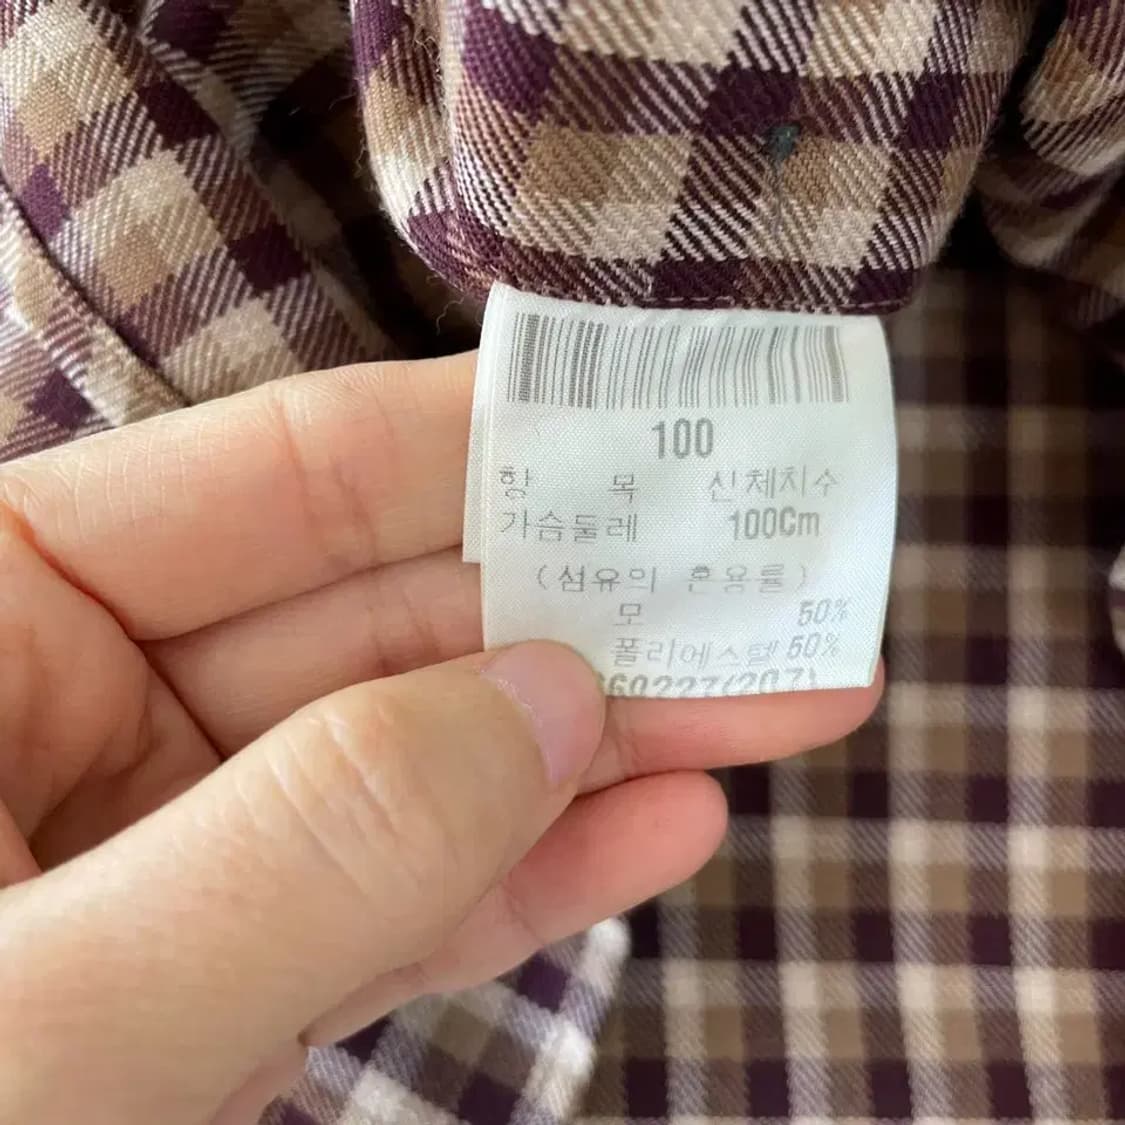 100
항 목 신체치수
가슴둘레 100Cm
(섬유의 혼용률)
모 50%
폴리에스텔 50%